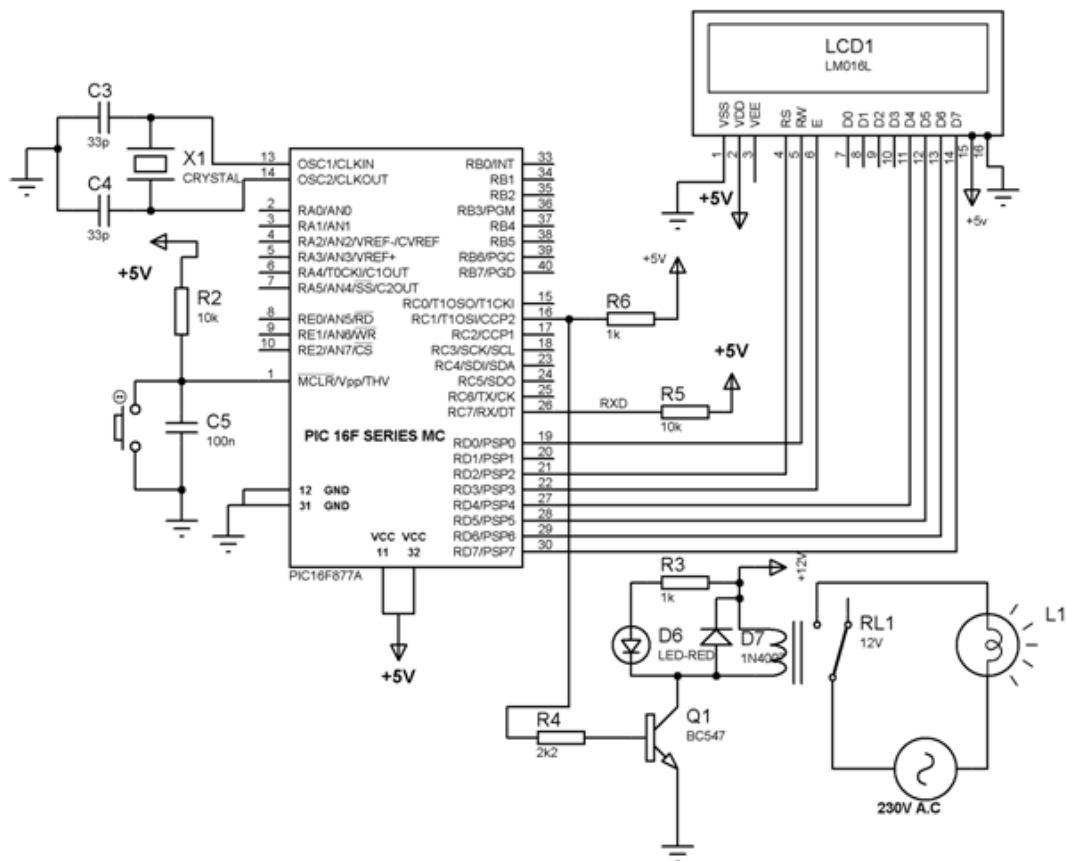 LCD1
LM016L
VSS
VDD
VEE
RS
RW
E
D0
D1
D2
D3
D4
D5
D6
D7
1
2
3
4
5
6
7
8
9
10
11
12
13
14
15
16
+5V
+5v
C3
33p
X1
CRYSTAL
C4
33p
+5V
R2
10k
C5
100n
13 OSC1/CLKIN
14 OSC2/CLKOUT
2 RA0/AN0
3 RA1/AN1
4 RA2/AN2/VREF-/CVREF
5 RA3/AN3/VREF+
6 RA4/T0CKI/C1OUT
7 RA5/AN4/SS/C2OUT
8 RE0/AN5/RD
9 RE1/AN6/WR
10 RE2/AN7/CS
1 MCLR/Vpp/THV
PIC 16F SERIES MC
12 GND
31 GND
VCC VCC
11 32
PIC16F877A
+5V
RB0/INT 33
RB1 34
RB2 35
RB3/PGM 36
RB4 37
RB5 38
RB6/PGC 39
RB7/PGD 40
RC0/T1OSO/T1CKI 15
RC1/T1OSI/CCP2 16
RC2/CCP1 17
RC3/SCK/SCL 18
RC4/SDI/SDA 23
RC5/SDO 24
RC6/TX/CK 25
RC7/RX/DT 26
RD0/PSP0 19
RD1/PSP1 20
RD2/PSP2 21
RD3/PSP3 22
RD4/PSP4 27
RD5/PSP5 28
RD6/PSP6 29
RD7/PSP7 30
R6
1k
+5V
RXD
R5
10k
+5V
R3
1k
+12V
D6
LED-RED
D7
RL1
12V
L1
R4
2k2
Q1
BC547
230V A.C